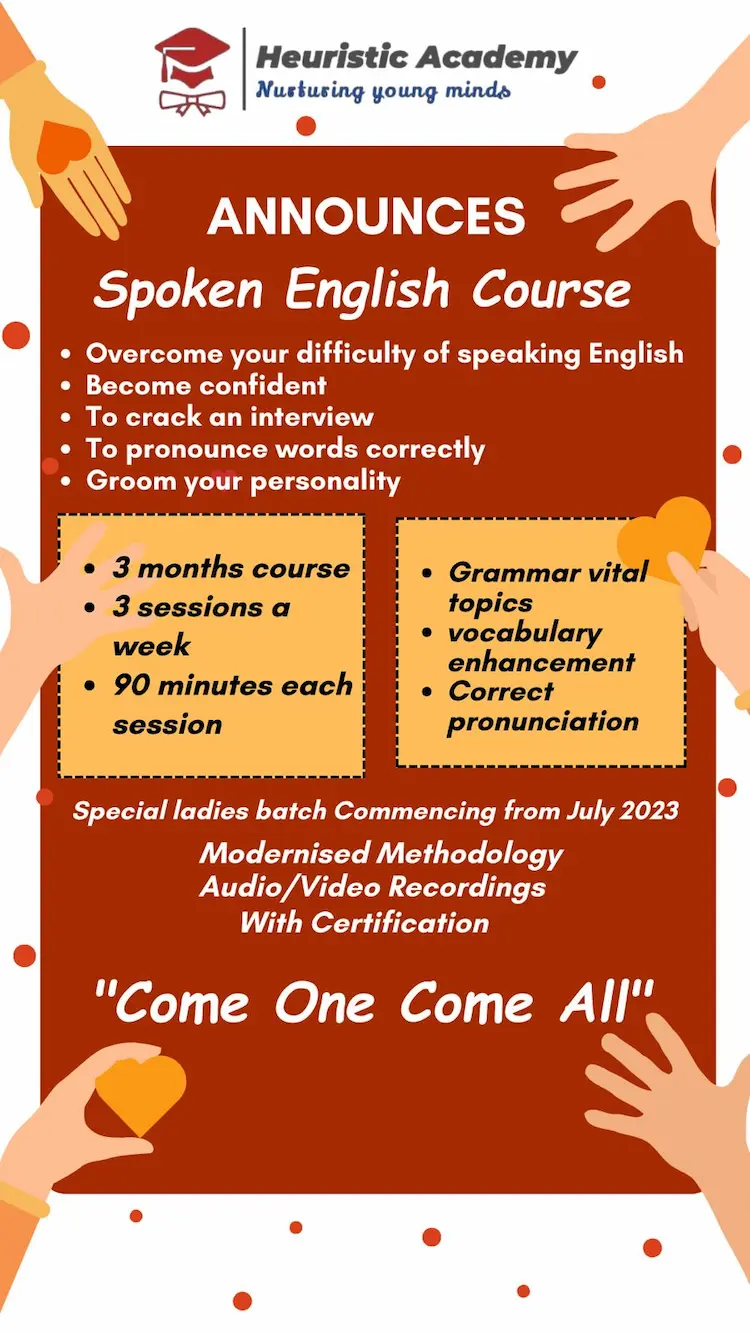 Heuristic Academy
Nurturing young minds
ANNOUNCES
Spoken English Course
• Overcome your difficulty of speaking English
• Become confident
• To crack an interview
• To pronounce words correctly
• Groom your personality
• 3 months course
• 3 sessions a
week
• 90 minutes each
session
• Grammar vital
topics
• vocabulary
enhancement
• Correct
pronunciation
Special ladies batch Commencing from July 2023
Modernised Methodology
Audio/Video Recordings
With Certification
"Come One Come All"